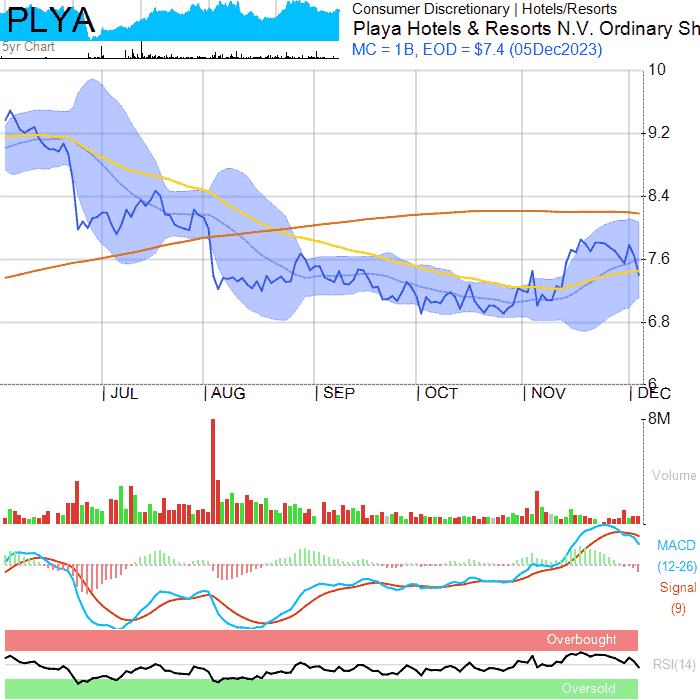 PLYA
5yr Chart
Consumer Discretionary | Hotels/Resorts
Playa Hotels & Resorts N.V. Ordinary Sh
MC = 1B, EOD = $7.4 (05Dec2023)
10
9.2
8.4
7.6
6.8
6
JUL AUG SEP OCT NOV DEC
8M
Volume
MACD
(12-26)
Signal
(9)
Overbought
RSI(14)
Oversold